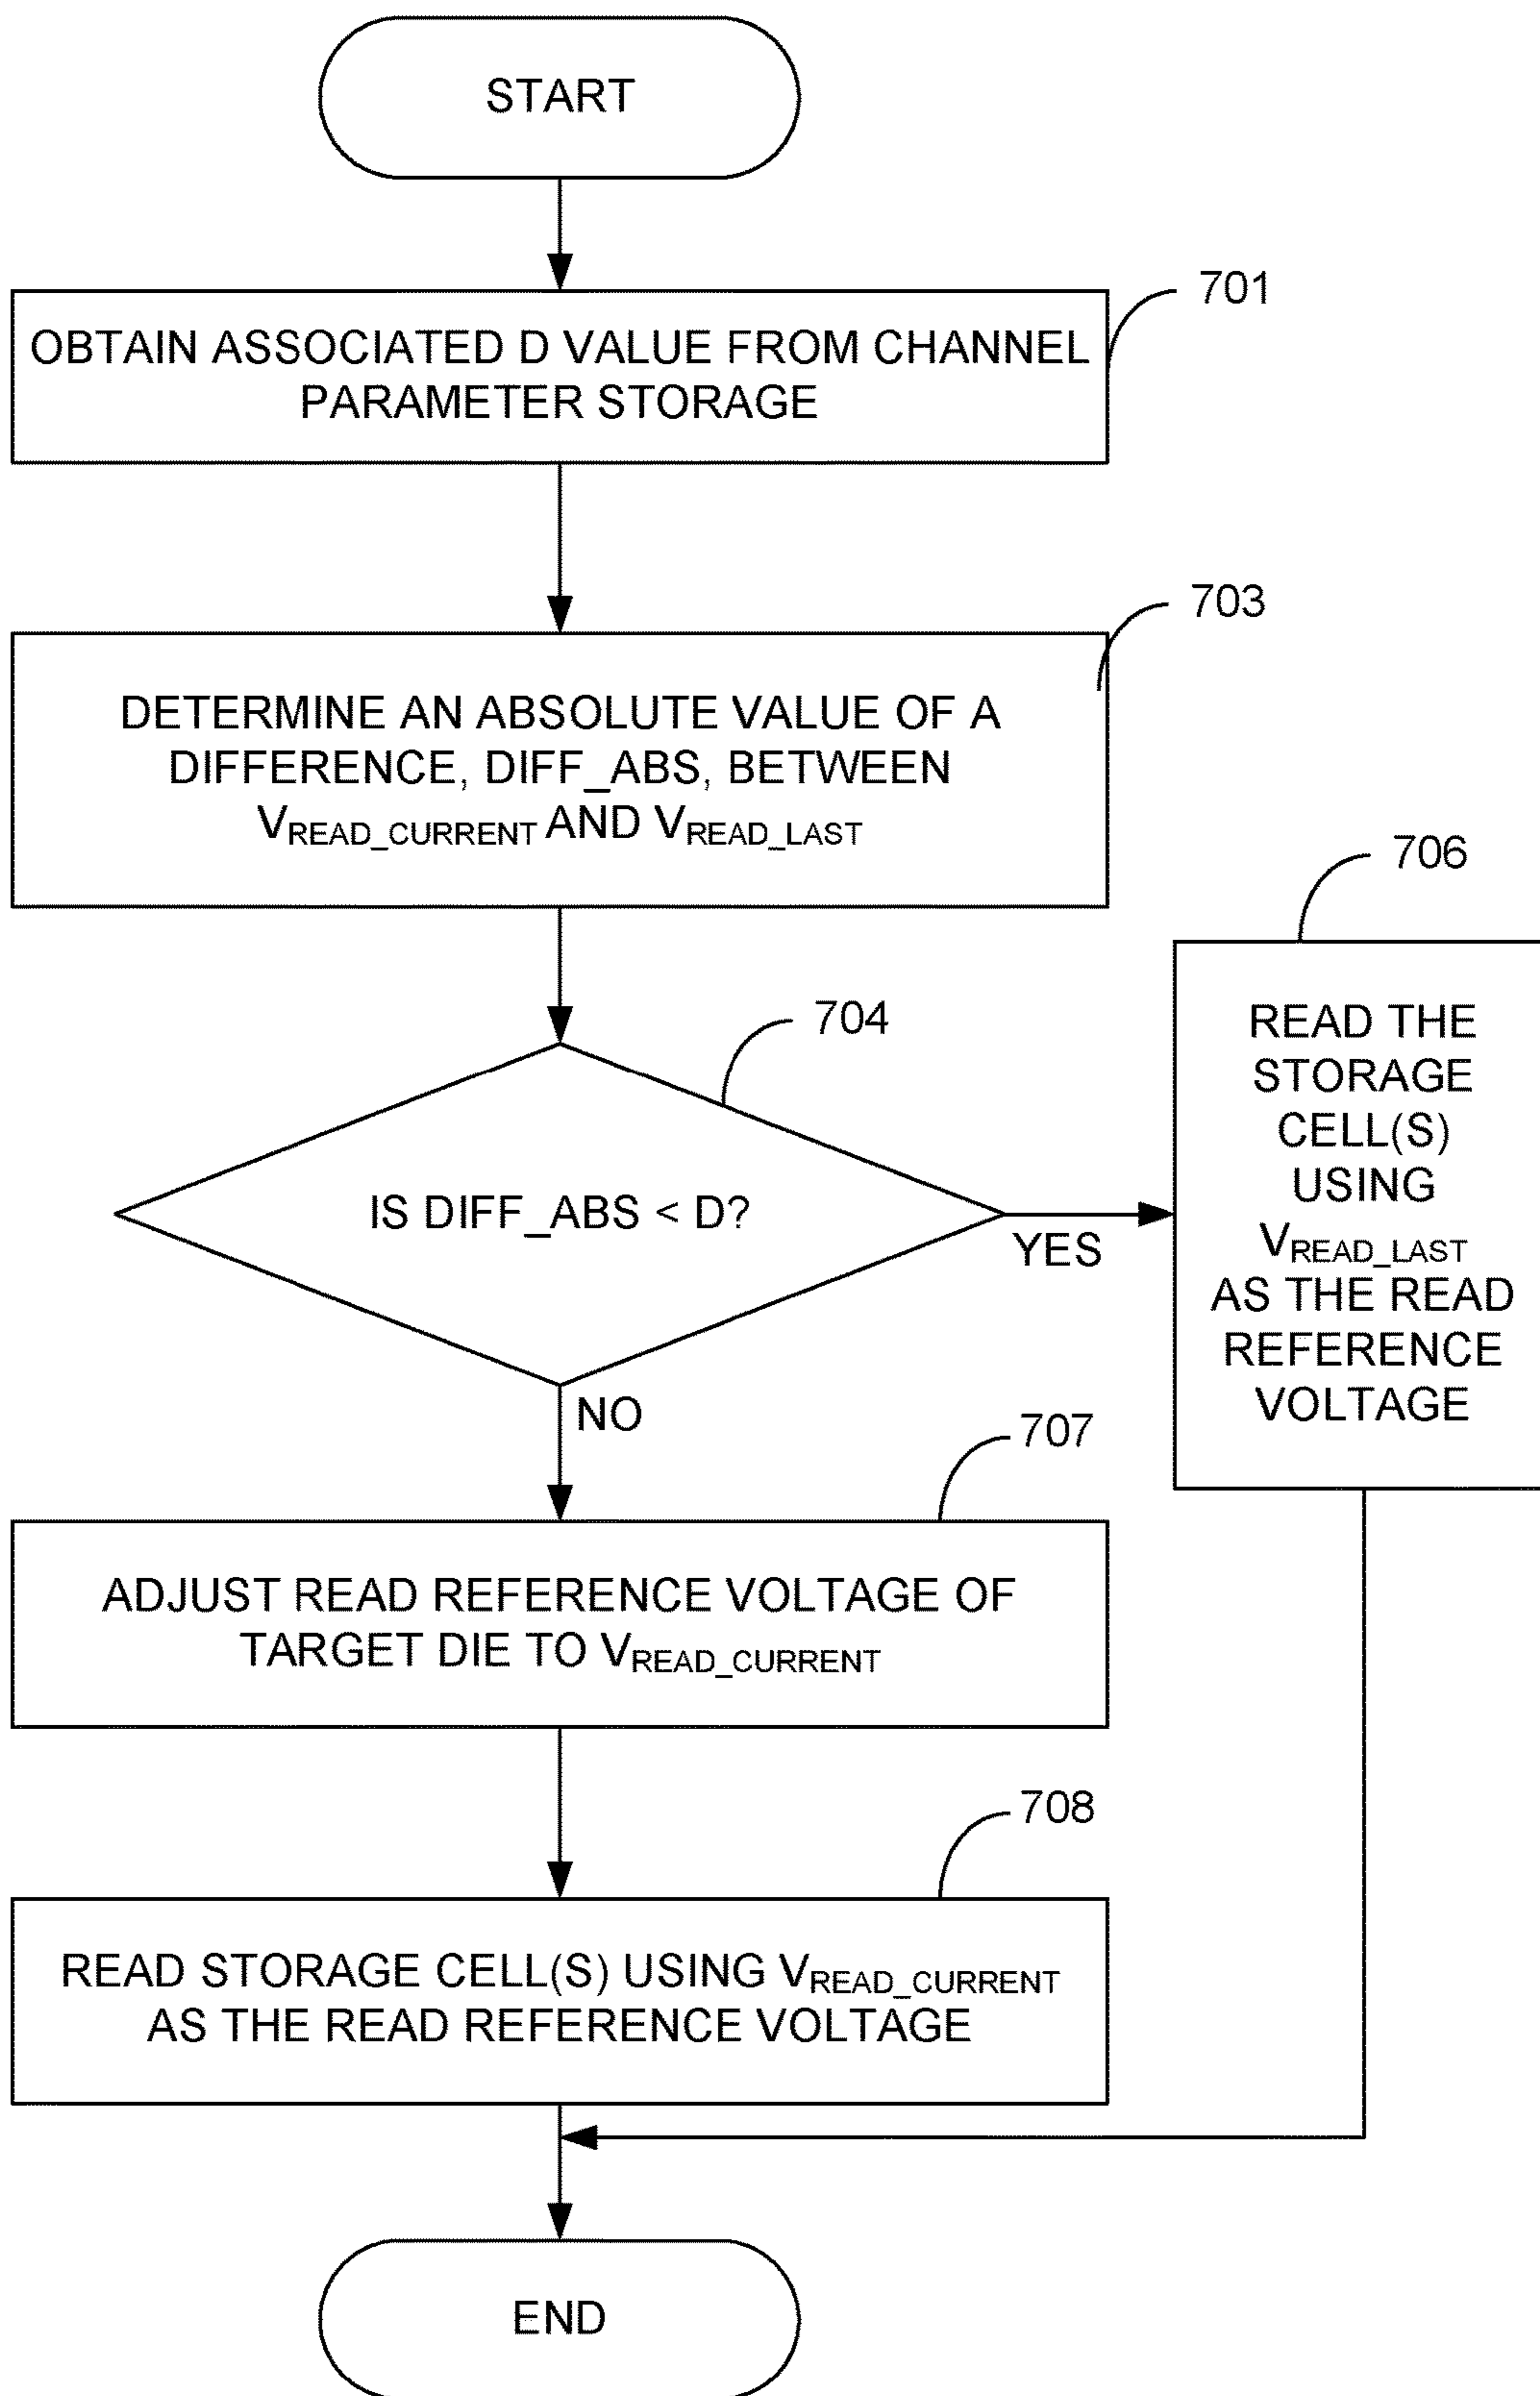 START
701
OBTAIN ASSOCIATED D VALUE FROM CHANNEL
PARAMETER STORAGE
703
DETERMINE AN ABSOLUTE VALUE OF A
DIFFERENCE, DIFF_ABS, BETWEEN
VREAD_CURRENT AND VREAD_LAST
704
IS DIFF_ABS < D?
YES
NO
706
READ THE
STORAGE
CELL(S)
USING
VREAD_LAST
AS THE READ
REFERENCE
VOLTAGE
707
ADJUST READ REFERENCE VOLTAGE OF
TARGET DIE TO VREAD_CURRENT
708
READ STORAGE CELL(S) USING VREAD_CURRENT
AS THE READ REFERENCE VOLTAGE
END